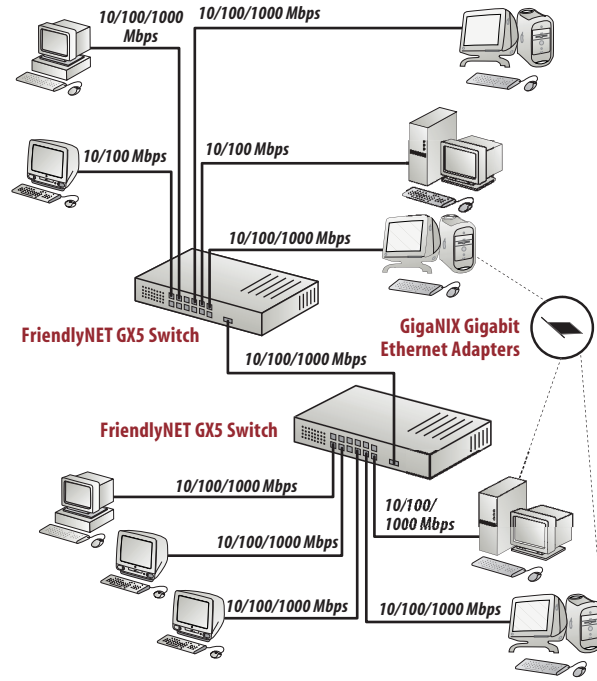 10/100/1000
Mbps
10/100/1000 Mbps
10/100 Mbps
10/100 Mbps
10/100/1000 Mbps
FriendlyNET GX5 Switch
GigaNIX Gigabit
Ethernet Adapters
10/100/1000 Mbps
FriendlyNET GX5 Switch
10/100/1000 Mbps
10/100/
1000 Mbps
10/100/1000 Mbps
10/100/1000 Mbps
10/100/1000 Mbps